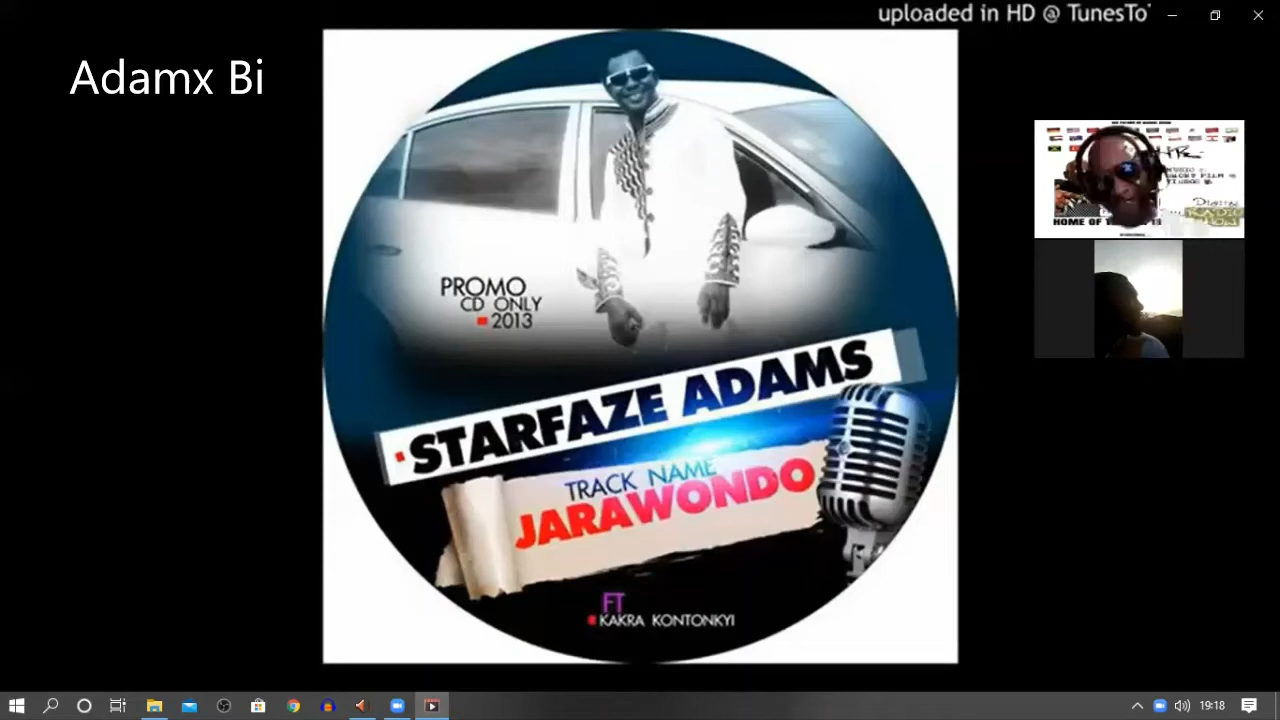 uploaded in HD @ TunesTo
Adamx Bi
PROMO
CD ONLY
2013
STARFAZE ADAMS
TRACK NAME
JARAWONDO
FT
KAKRA KONTONKYI
HOME OF
19:18